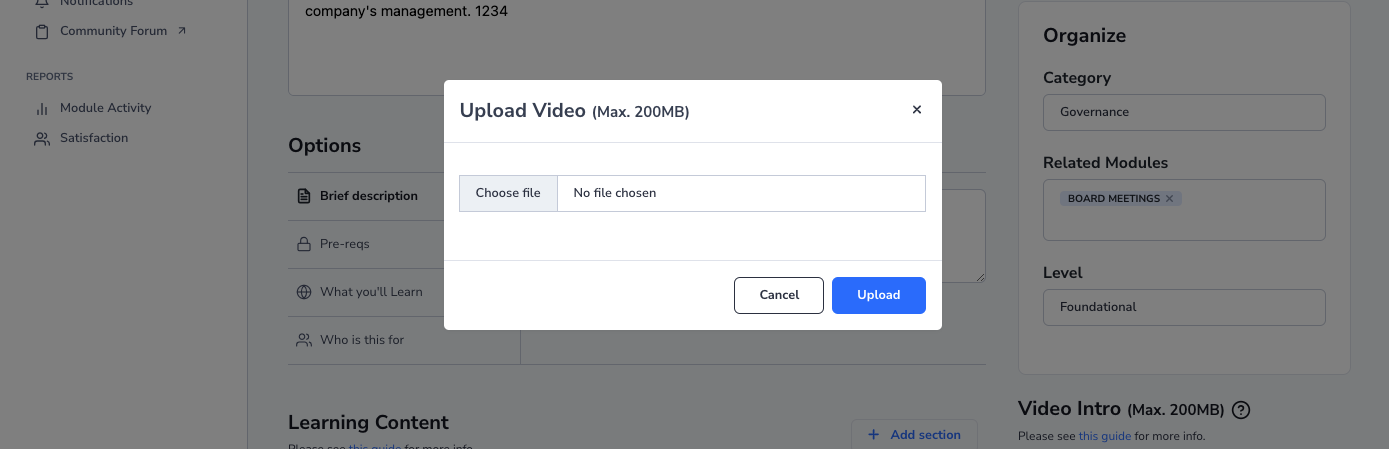 Notifications
Community Forum
REPORTS
Module Activity
Satisfaction
company's management. 1234
Options
Brief description
Pre-reqs
What you'll Learn
Who is this for
Learning Content
Please see this guide for more info.
Add section
Upload Video (Max. 200MB)
Choose file No file chosen
Cancel Upload
Organize
Category
Governance
Related Modules
BOARD MEETINGS
Level
Foundational
Video Intro (Max. 200MB)
Please see this guide for more info.